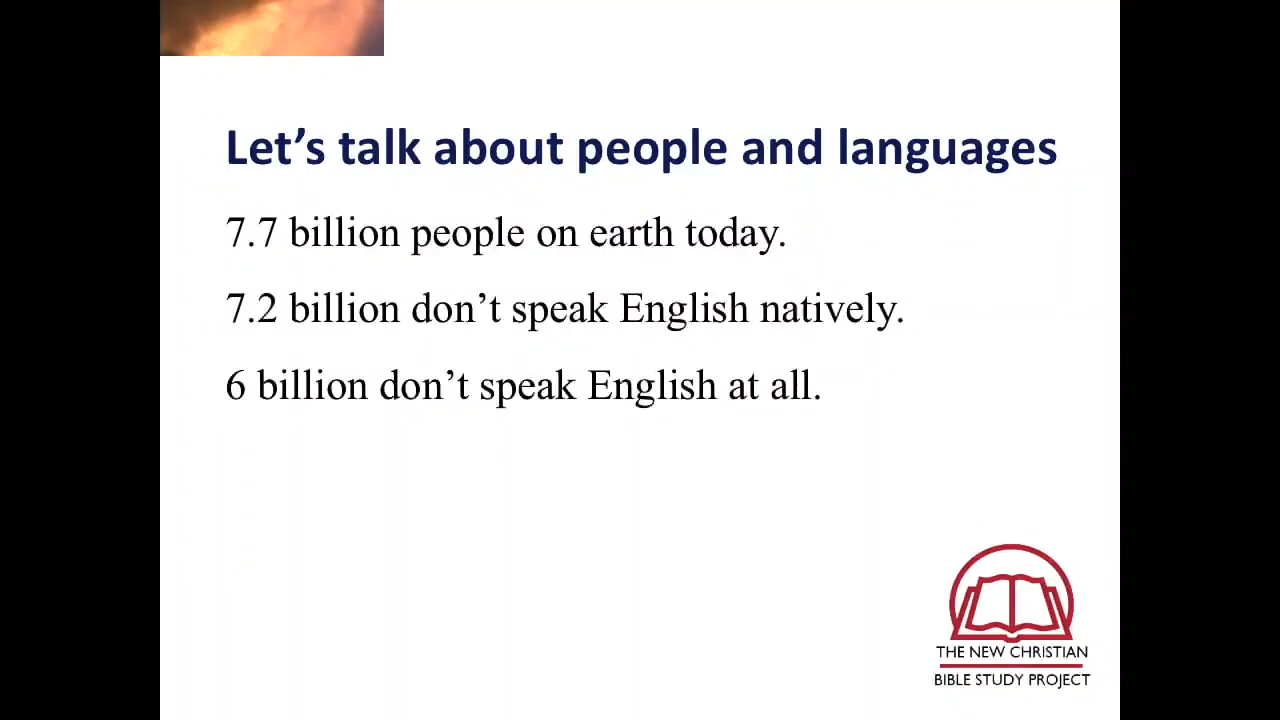 Let’s talk about people and languages
7.7 billion people on earth today.
7.2 billion don’t speak English natively.
6 billion don’t speak English at all.
THE NEW CHRISTIAN
BIBLE STUDY PROJECT